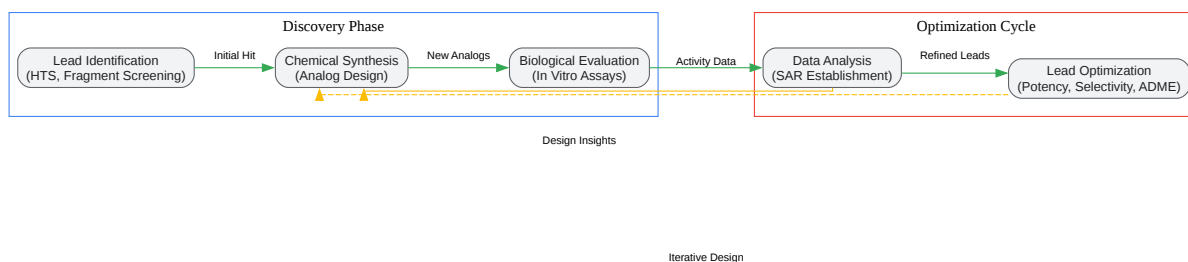 Discovery Phase
Optimization Cycle
Lead Identification
(HTS, Fragment Screening)
Initial Hit
Chemical Synthesis
(Analog Design)
New Analogs
Biological Evaluation
(In Vitro Assays)
Activity Data
Data Analysis
(SAR Establishment)
Refined Leads
Lead Optimization
(Potency, Selectivity, ADME)
Design Insights
Iterative Design